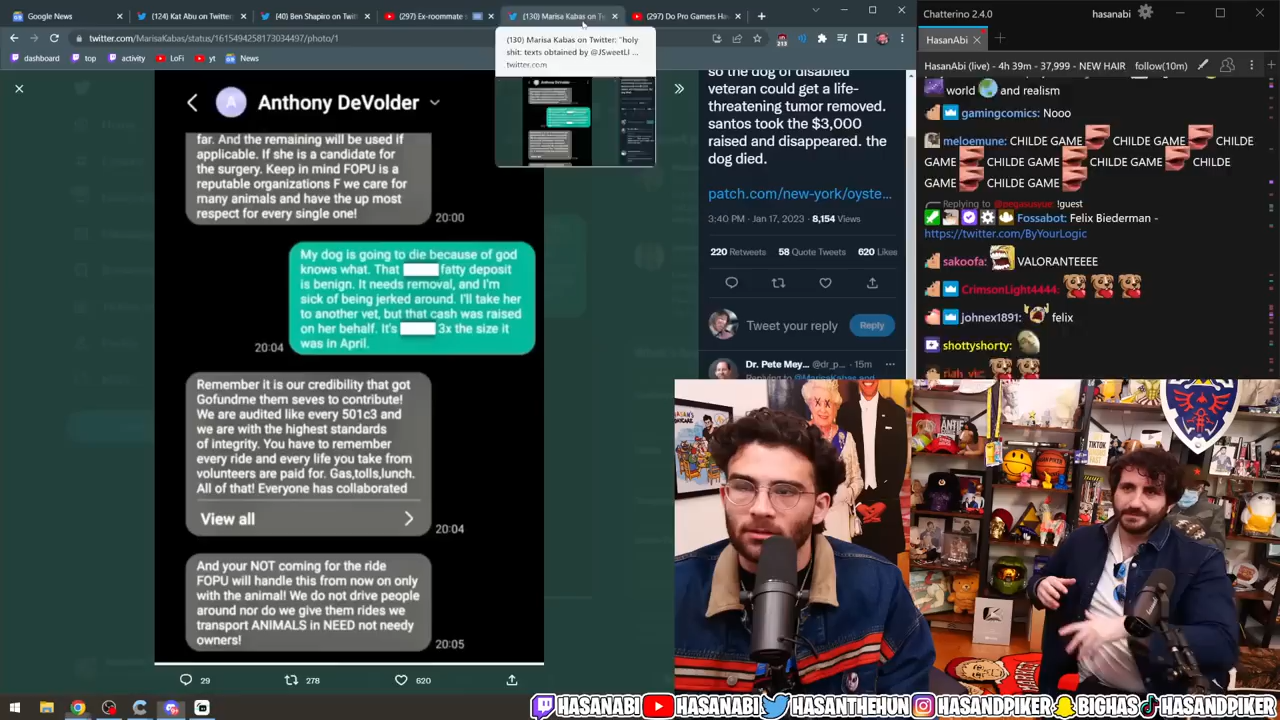 Google News
(124) Kat Abu on Twitter:
(40) Ben Shapiro on Twit
(297) Ex-roommate
(130) Marisa Kabas on T
(297) Do Pro Gamers H
twitter.com/MarisaKabas/status/1615494258173034497/photo/1
dashboard
top
activity
LoFi
yt
News
(130) Marisa Kabas on Twitter: "holy
shit: texts obtained by @JSweetLI ...
twitter.com
Anthony Devolder
far. And the remaining will be used if
applicable. If she is a candidate for
the surgery. Keep in mind FOPU is a
reputable organizations F we care for
many animals and have the up most
respect for every single one!
20:00
My dog is going to die because of god
knows what. That
fatty deposit
is benign. It needs removal, and I'm
sick of being jerked around. I'll take her
to another vet, but that cash was raised
on her behalf. It's
3x the size it
was in April.
20:04
Remember it is our credibility that got
Gofundme them seves to contribute!
We are audited like every 501c3 and
we are with the highest standards
of integrity. You have to remember
every ride and every life you take from
volunteers are paid for. Gas,tolls,lunch.
All of that! Everyone has collaborated
View all
20:04
And your NOT coming for the ride
FOPU will handle this from now on only
with the animal! We do not drive people
around nor do we give them rides we
transport ANIMALS in NEED not needy
owners!
20:05
29
278
620
so the dog of disabled
veteran could get a life-
threatening tumor removed.
santos took the $3,000
raised and disappeared. the
dog died.
patch.com/new-york/oyste...
3:40 PM · Jan 17, 2023 · 8,154 Views
220 Retweets 58 Quote Tweets 620 Likes
Tweet your reply
Reply
Dr. Pete Mey... @dr_p... · 15m
Replying to @MarisaKabas and
Chatterino 2.4.0
hasanabi
HasanAbi
HasanAbi (live) - 4h 39m - 37,999 - NEW HAIR
follow(10m)
world and realism
gamingcomics: Nooo
meloemune: CHILDE GAME CHILDE
GAME CHILDE GAME CHILDE
GAME CHILDE GAME
Replying to @pegasusvue: !guest
Fossabot: Felix Biederman -
https://twitter.com/ByYourLogic
sakoofa: VALORANTEEEE
CrimsonLight4444:
johnex1891: felix
shottyshorty:
HASANABI
HASANABI
HASANTHEHUN
HASANDPIKER
BIGHAS
HASANDPIKER